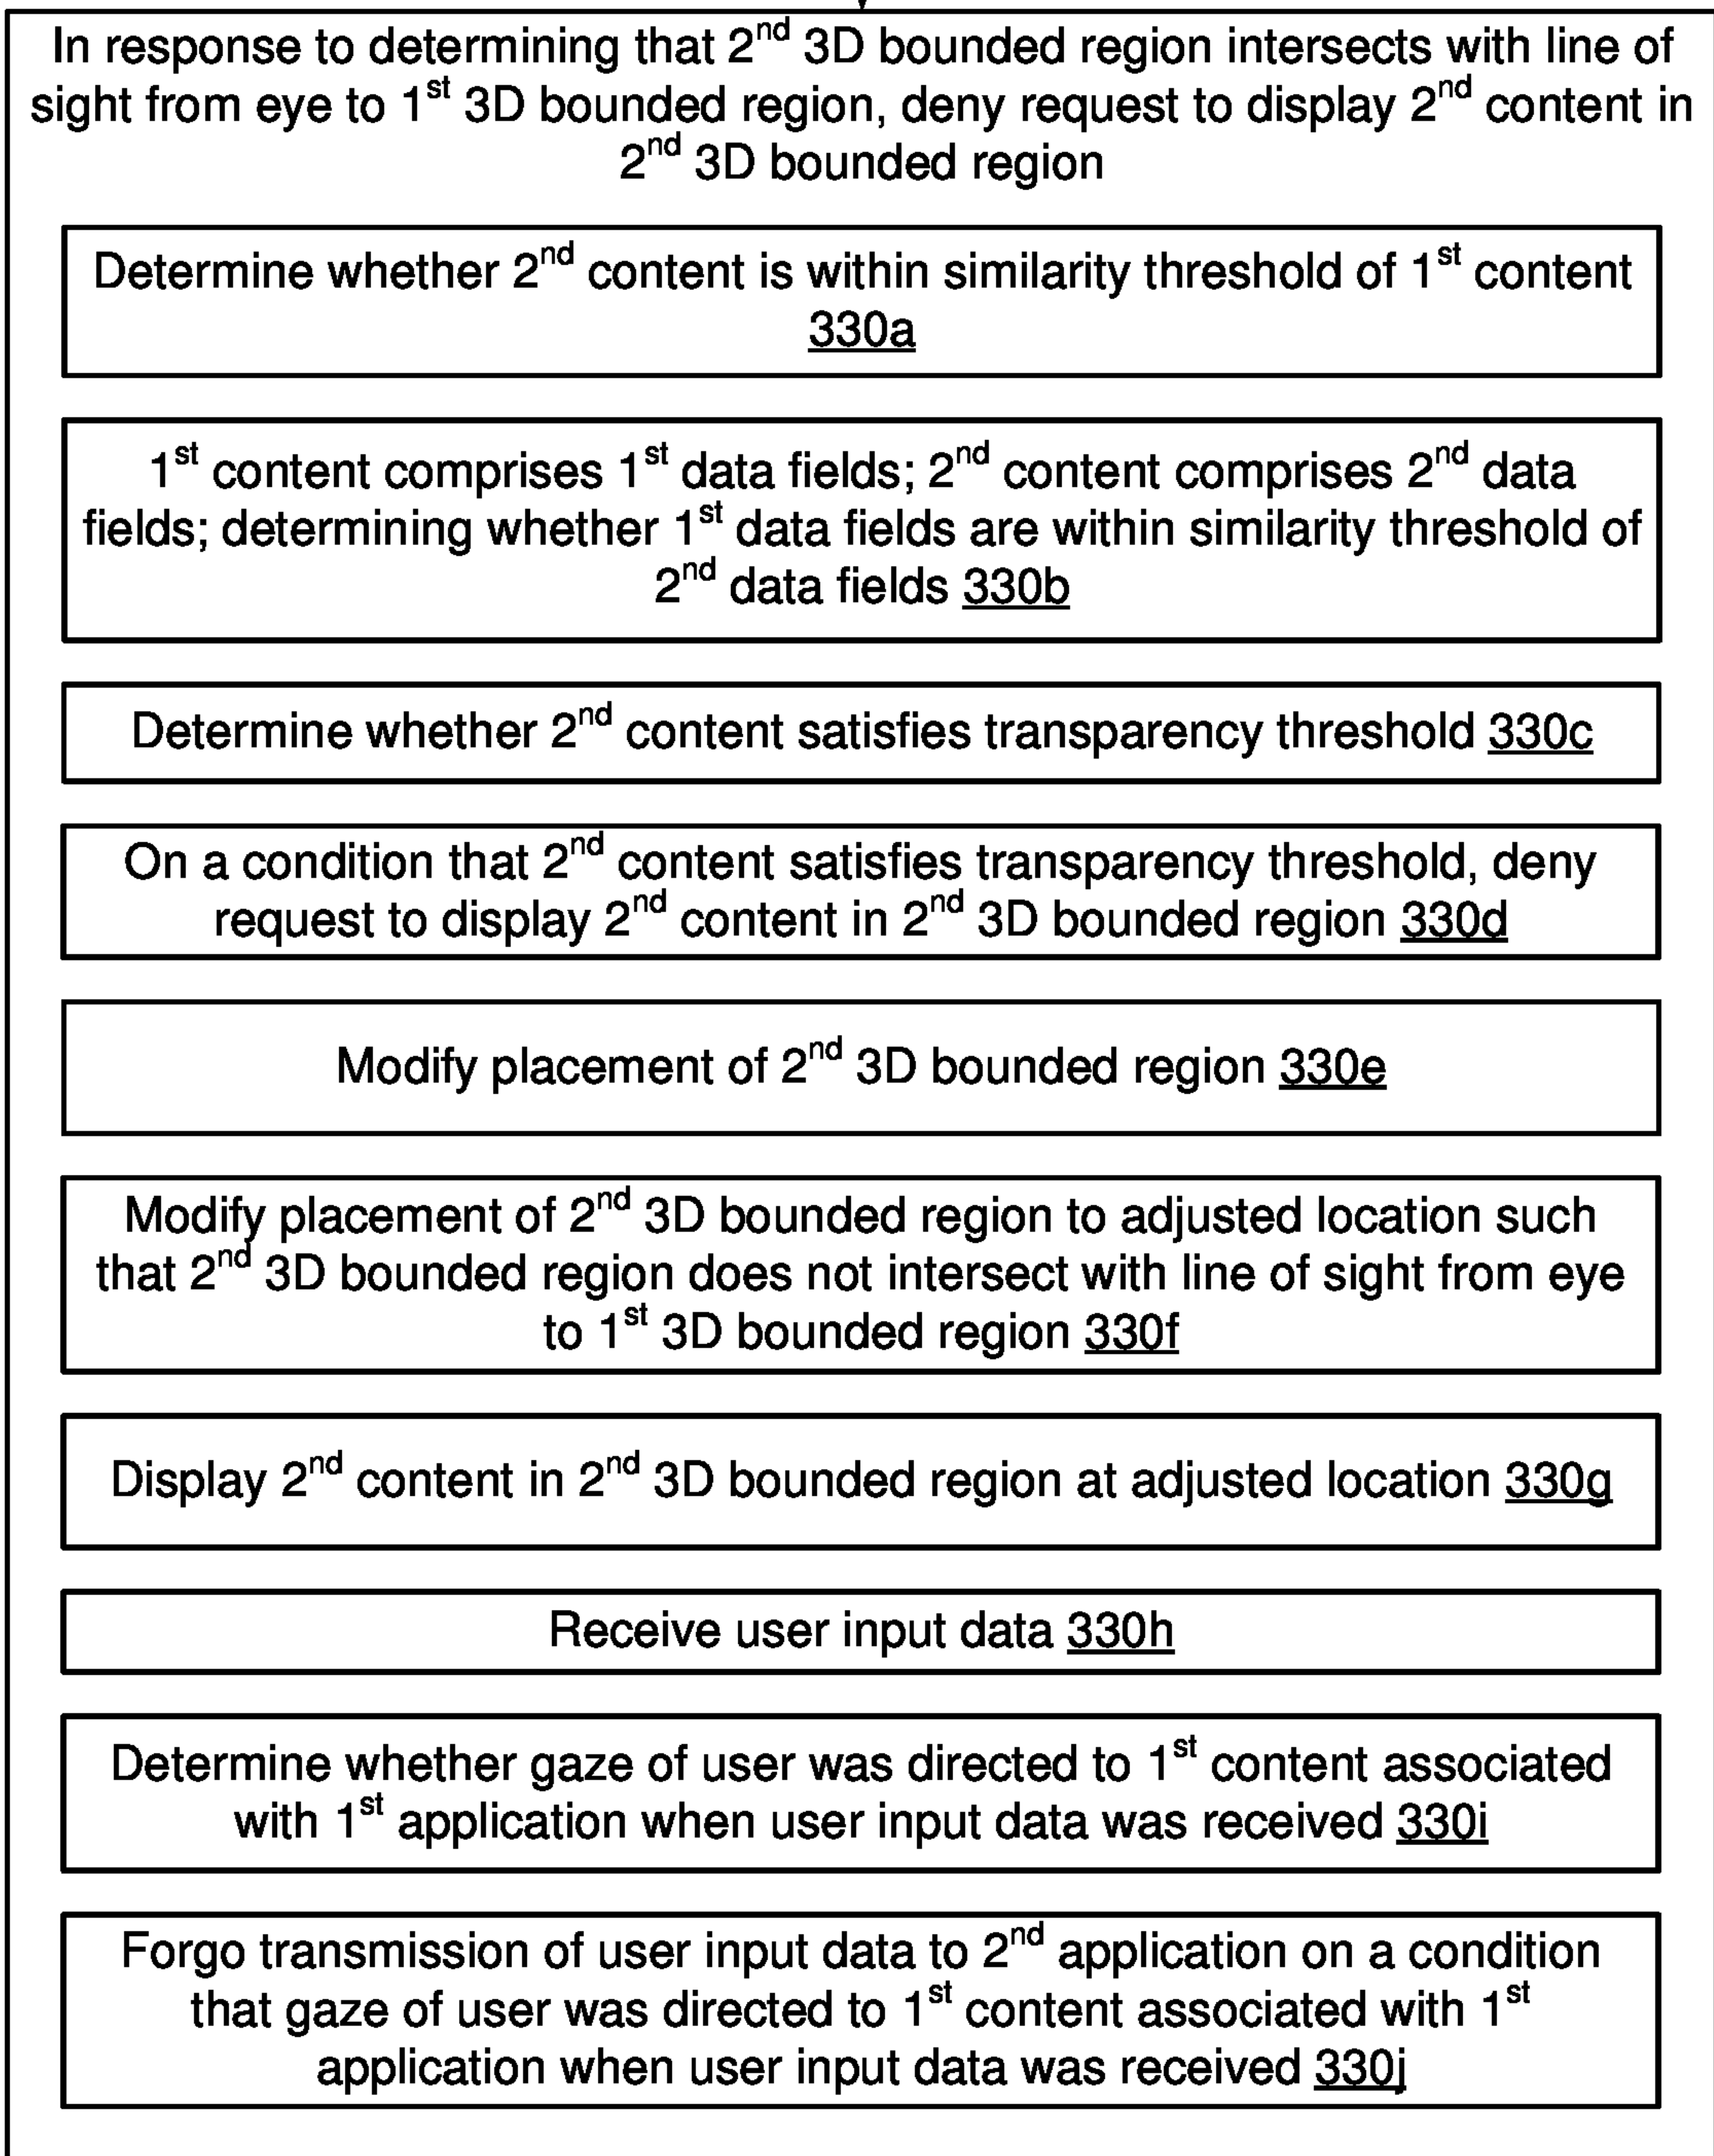 In response to determining that 2nd 3D bounded region intersects with line of
sight from eye to 1st 3D bounded region, deny request to display 2nd content in
2nd 3D bounded region
Determine whether 2nd content is within similarity threshold of 1st content
330a
1st content comprises 1st data fields; 2nd content comprises 2nd data
fields; determining whether 1st data fields are within similarity threshold of
2nd data fields 330b
Determine whether 2nd content satisfies transparency threshold 330c
On a condition that 2nd content satisfies transparency threshold, deny
request to display 2nd content in 2nd 3D bounded region 330d
Modify placement of 2nd 3D bounded region 330e
Modify placement of 2nd 3D bounded region to adjusted location such
that 2nd 3D bounded region does not intersect with line of sight from eye
to 1st 3D bounded region 330f
Display 2nd content in 2nd 3D bounded region at adjusted location 330g
Receive user input data 330h
Determine whether gaze of user was directed to 1st content associated
with 1st application when user input data was received 330i
Forgo transmission of user input data to 2nd application on a condition
that gaze of user was directed to 1st content associated with 1st
application when user input data was received 330j